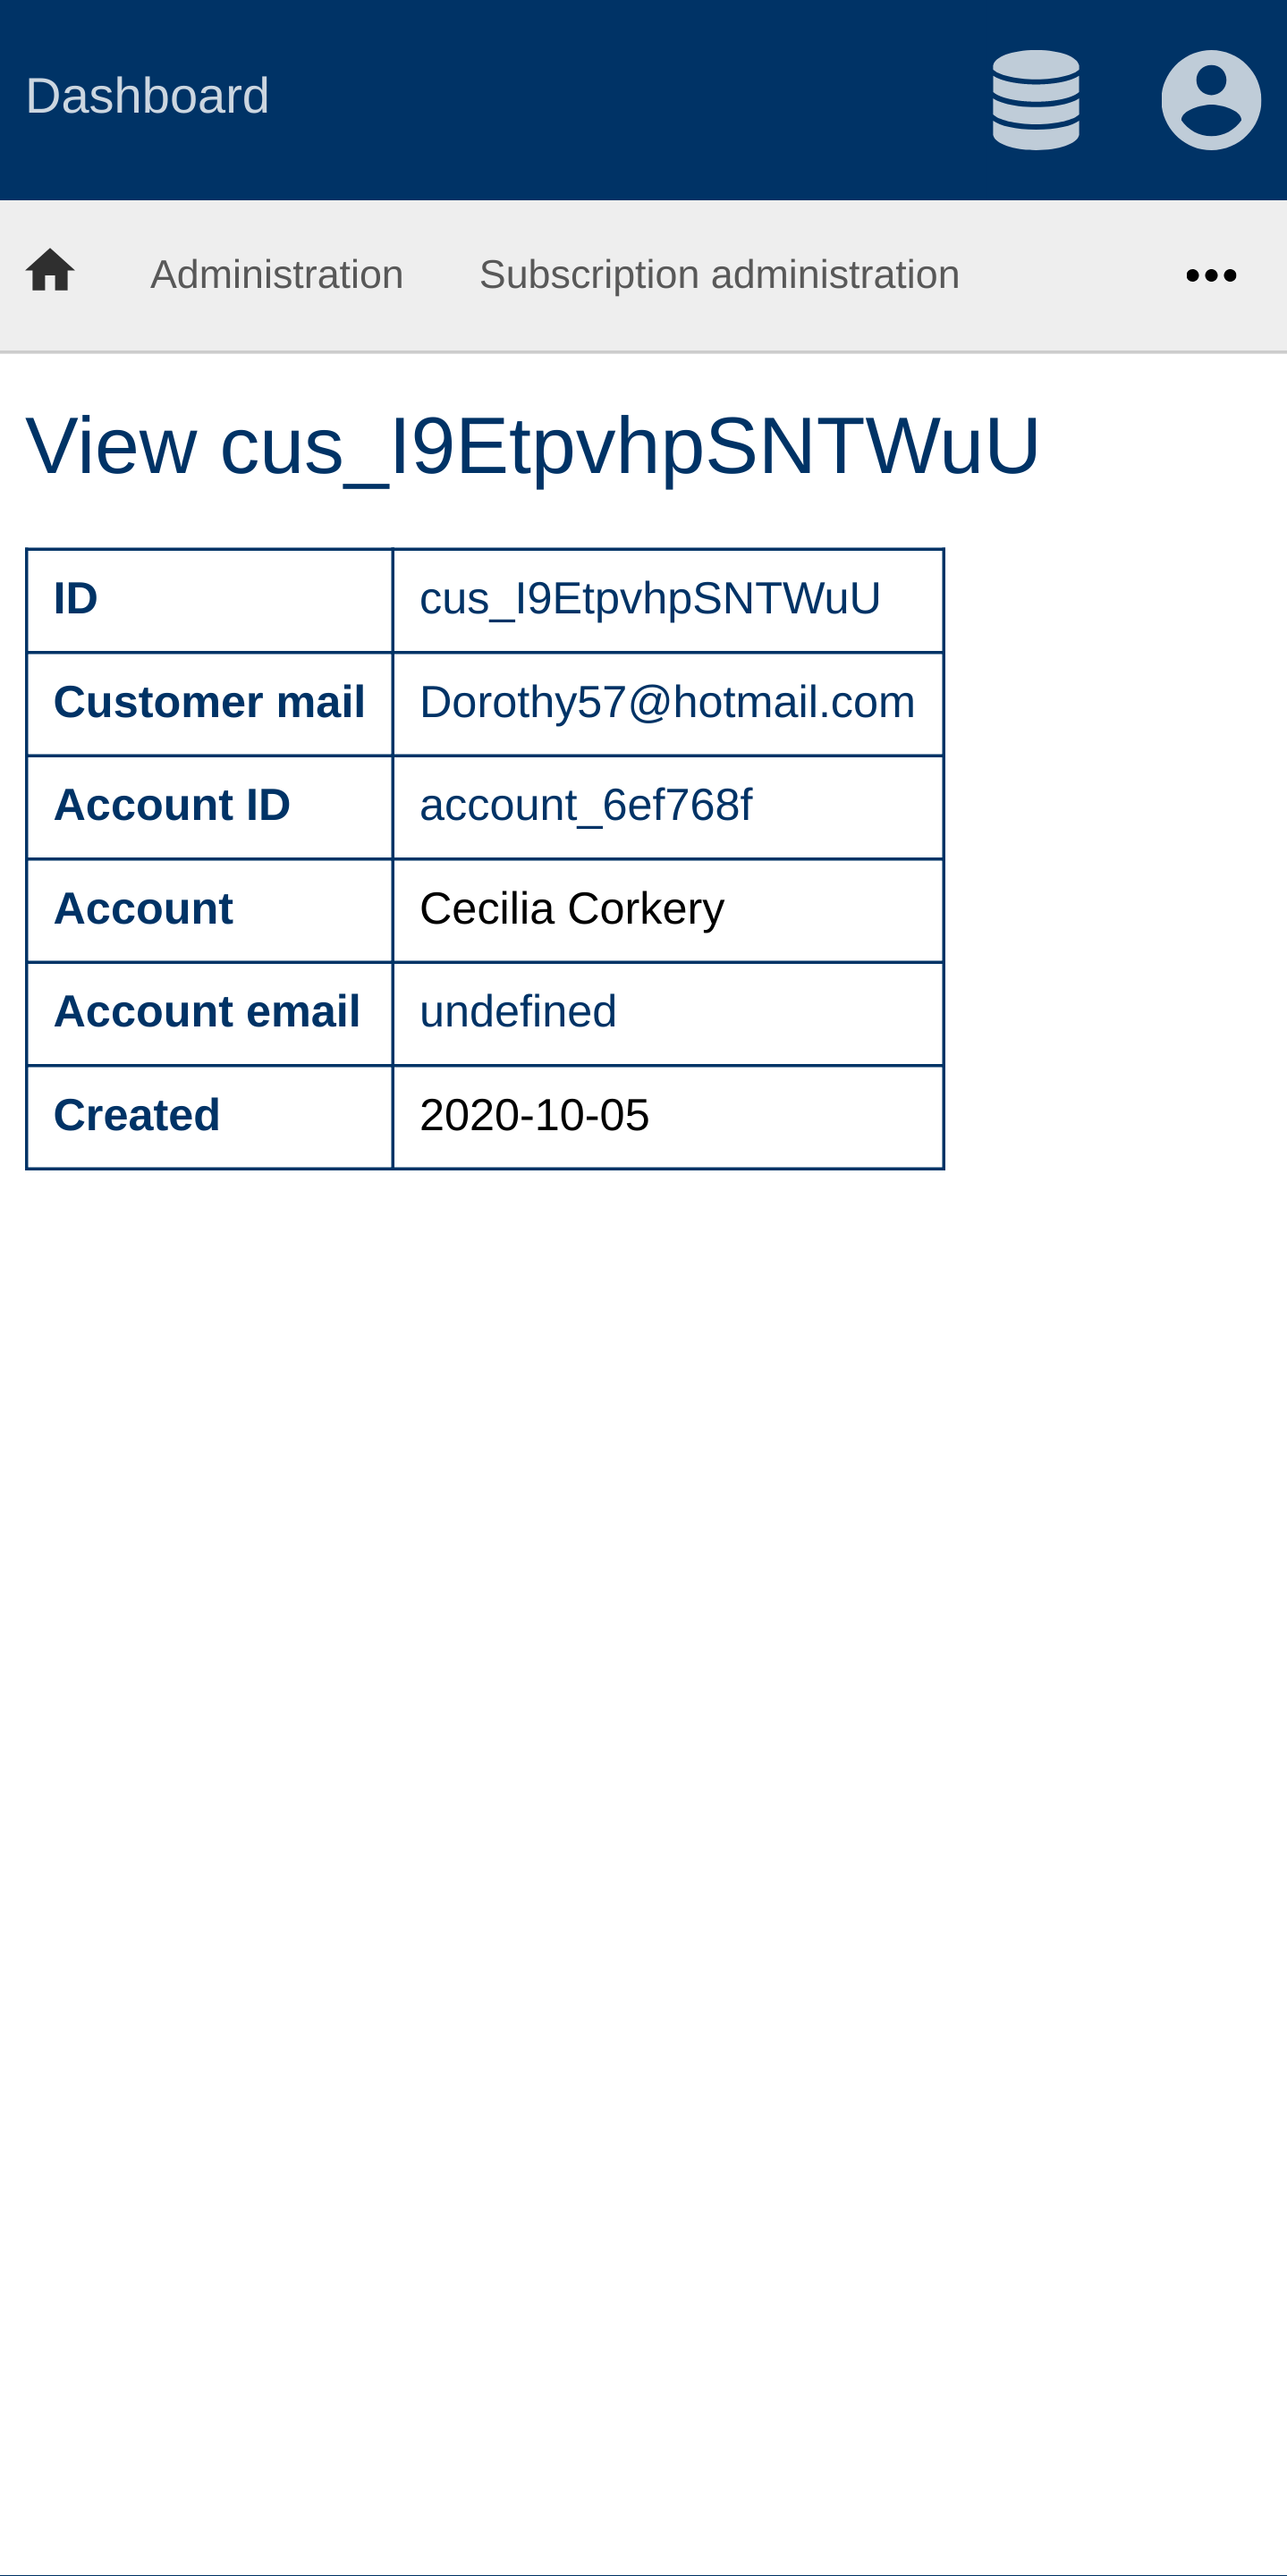 Dashboard
Administration Subscription administration
View cus_I9EtpvhpSNTWuU
ID cus_I9EtpvhpSNTWuU
Customer mail Dorothy57@hotmail.com
Account ID account_6ef768f
Account Cecilia Corkery
Account email undefined
Created 2020-10-05